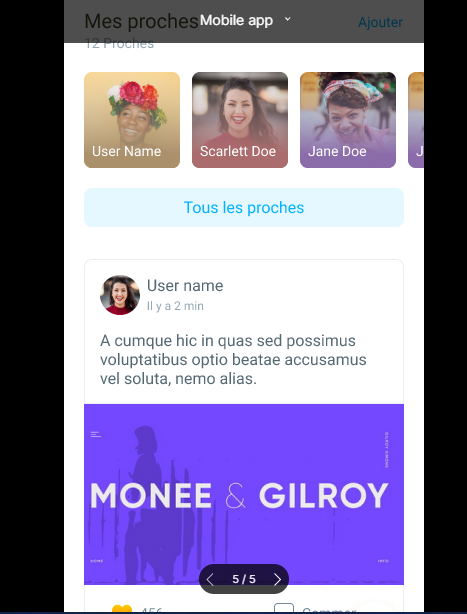 Mes proches
Mobile app
Ajouter
12 Proches
User Name
Scarlett Doe
Jane Doe
J
Tous les proches
User name
Il y a 2 min
A cumque hic in quas sed possimus
voluptatibus optio beatae accusamus
vel soluta, nemo alias.
MONEE & GILROY
HOME
INFO
5 / 5
456